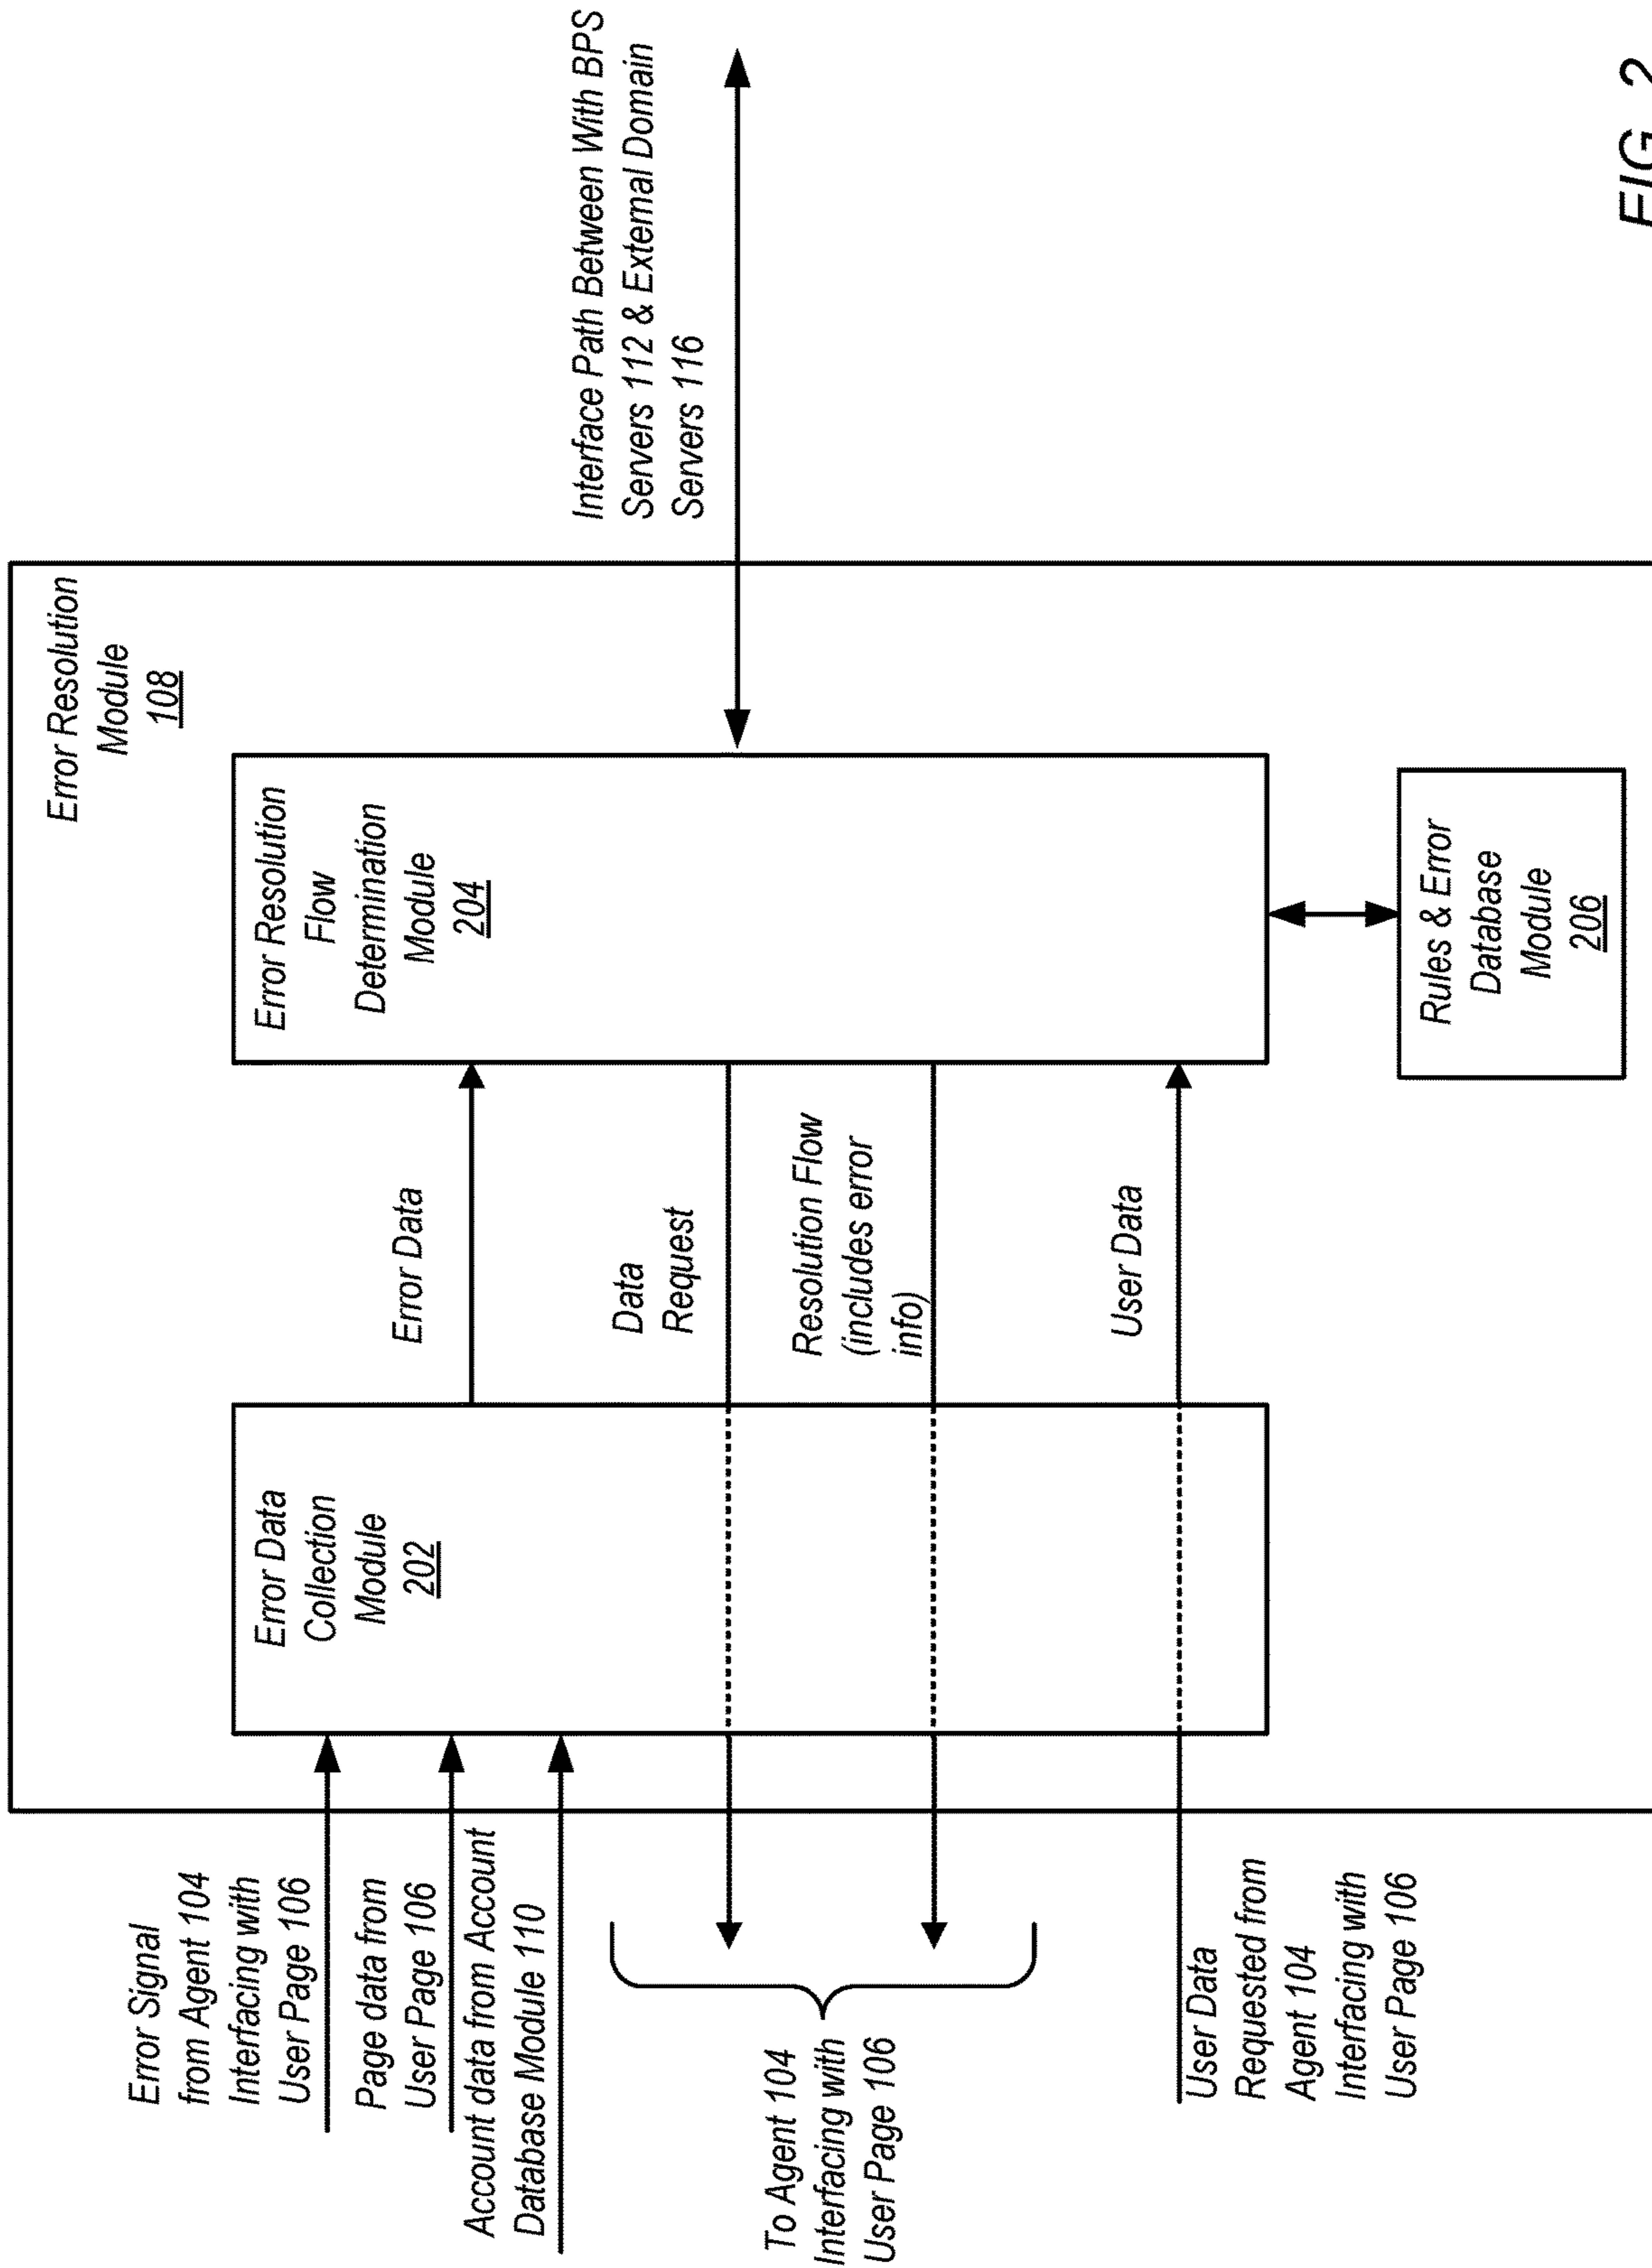 Error Resolution
Module
108
Error Signal
from Agent 104
Interfacing with
User Page 106
Page data from
User Page 106
Account data from Account
Database Module 110
To Agent 104
Interfacing with
User Page 106
User Data
Requested from
Agent 104
Interfacing with
User Page 106
Error Data
Collection
Module
202
Error Data
Data
Request
Resolution Flow
(includes error
info)
User Data
Error Resolution
Flow
Determination
Module
204
Rules & Error
Database
Module
206
Interface Path Between With BPS
Servers 112 & External Domain
Servers 116
FIG. 2